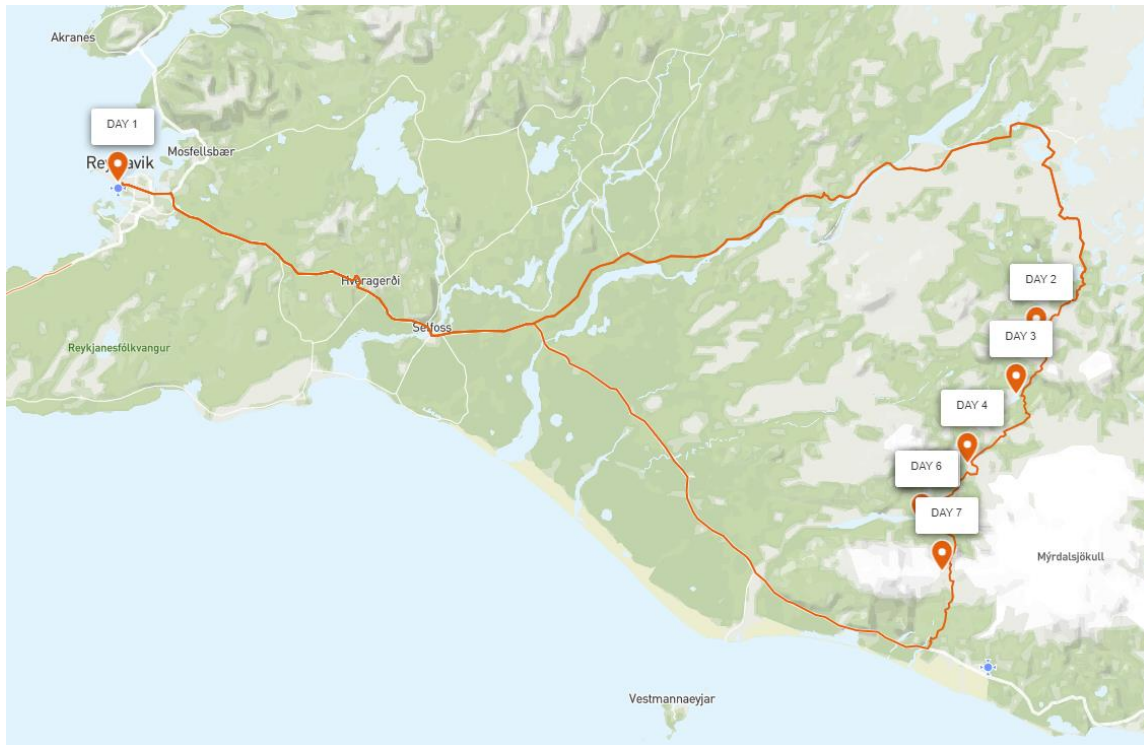 Akranes
DAY 1
Mosfellsbær
Hveragerði
Selfoss
DAY 2
Reykjanesfólkvangur
DAY 3
DAY 4
DAY 6
DAY 7
Mýrdalsjökull
Vestmannaeyjar